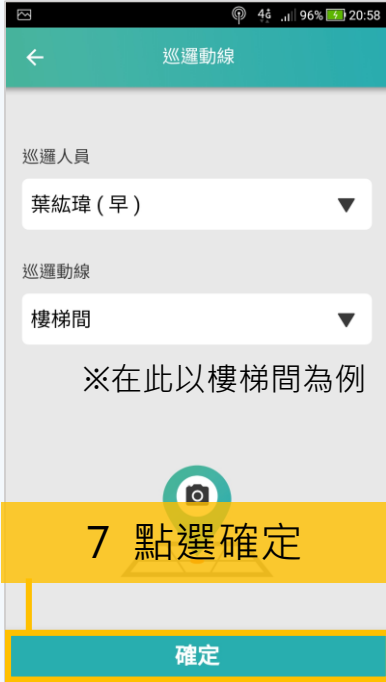 4G 96% 20:58
巡邏動線
巡邏人員
葉紘瑋 ( 早 )
巡邏動線
樓梯間
※在此以樓梯間為例
7 點選確定
確定